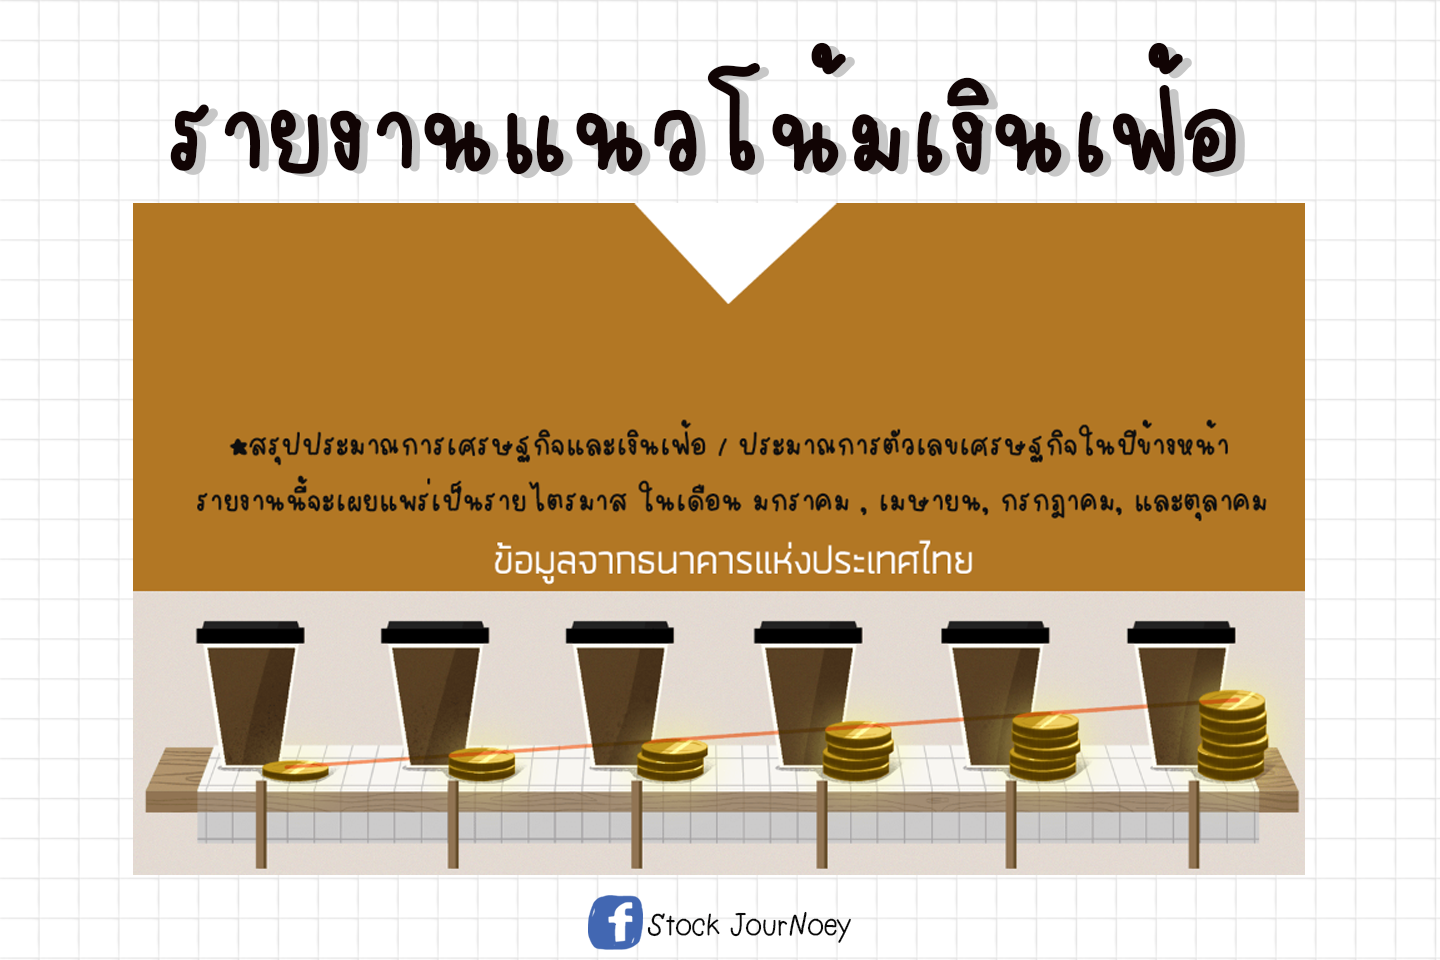 รายงานแนวโน้มเงินเฟ้อ
★สรุปประมาณการเศรษฐกิจและเงินเฟ้อ / ประมาณการตัวเลขเศรษฐกิจในปีข้างหน้า
รายงานนี้จะเผยแพร่เป็นรายไตรมาส ในเดือน มกราคม , เมษายน, กรกฎาคม, และตุลาคม
ข้อมูลจากธนาคารแห่งประเทศไทย
f Stock JourNoey